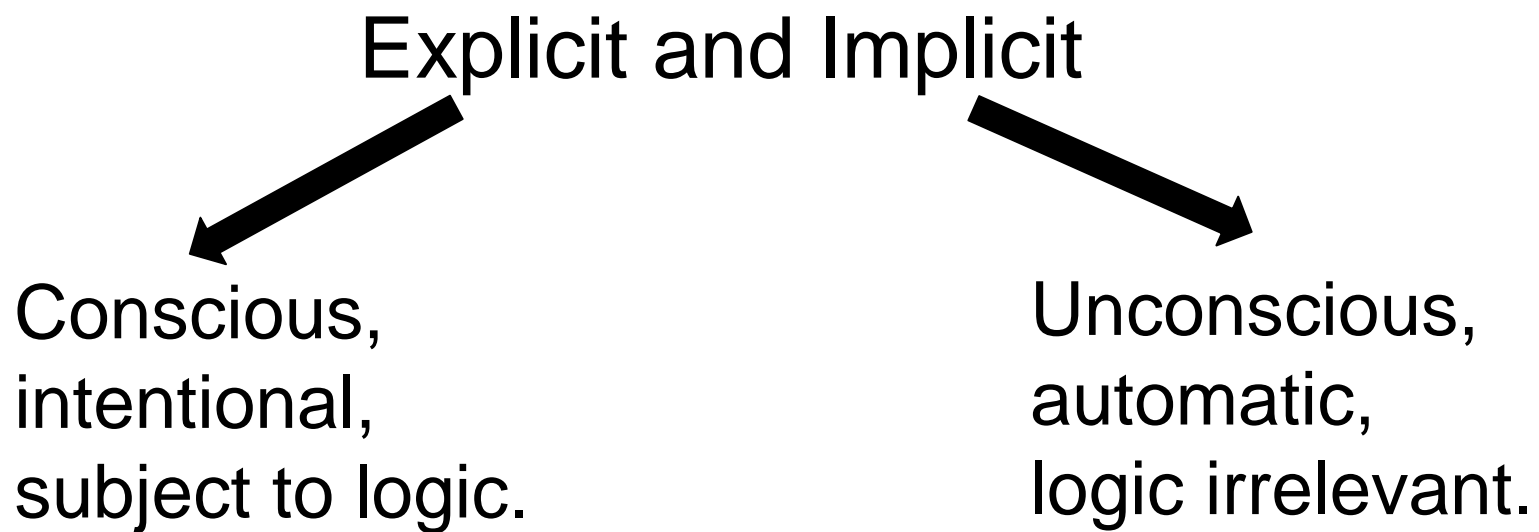 Explicit and Implicit
Conscious,
intentional,
subject to logic.
Unconscious,
automatic,
logic irrelevant.